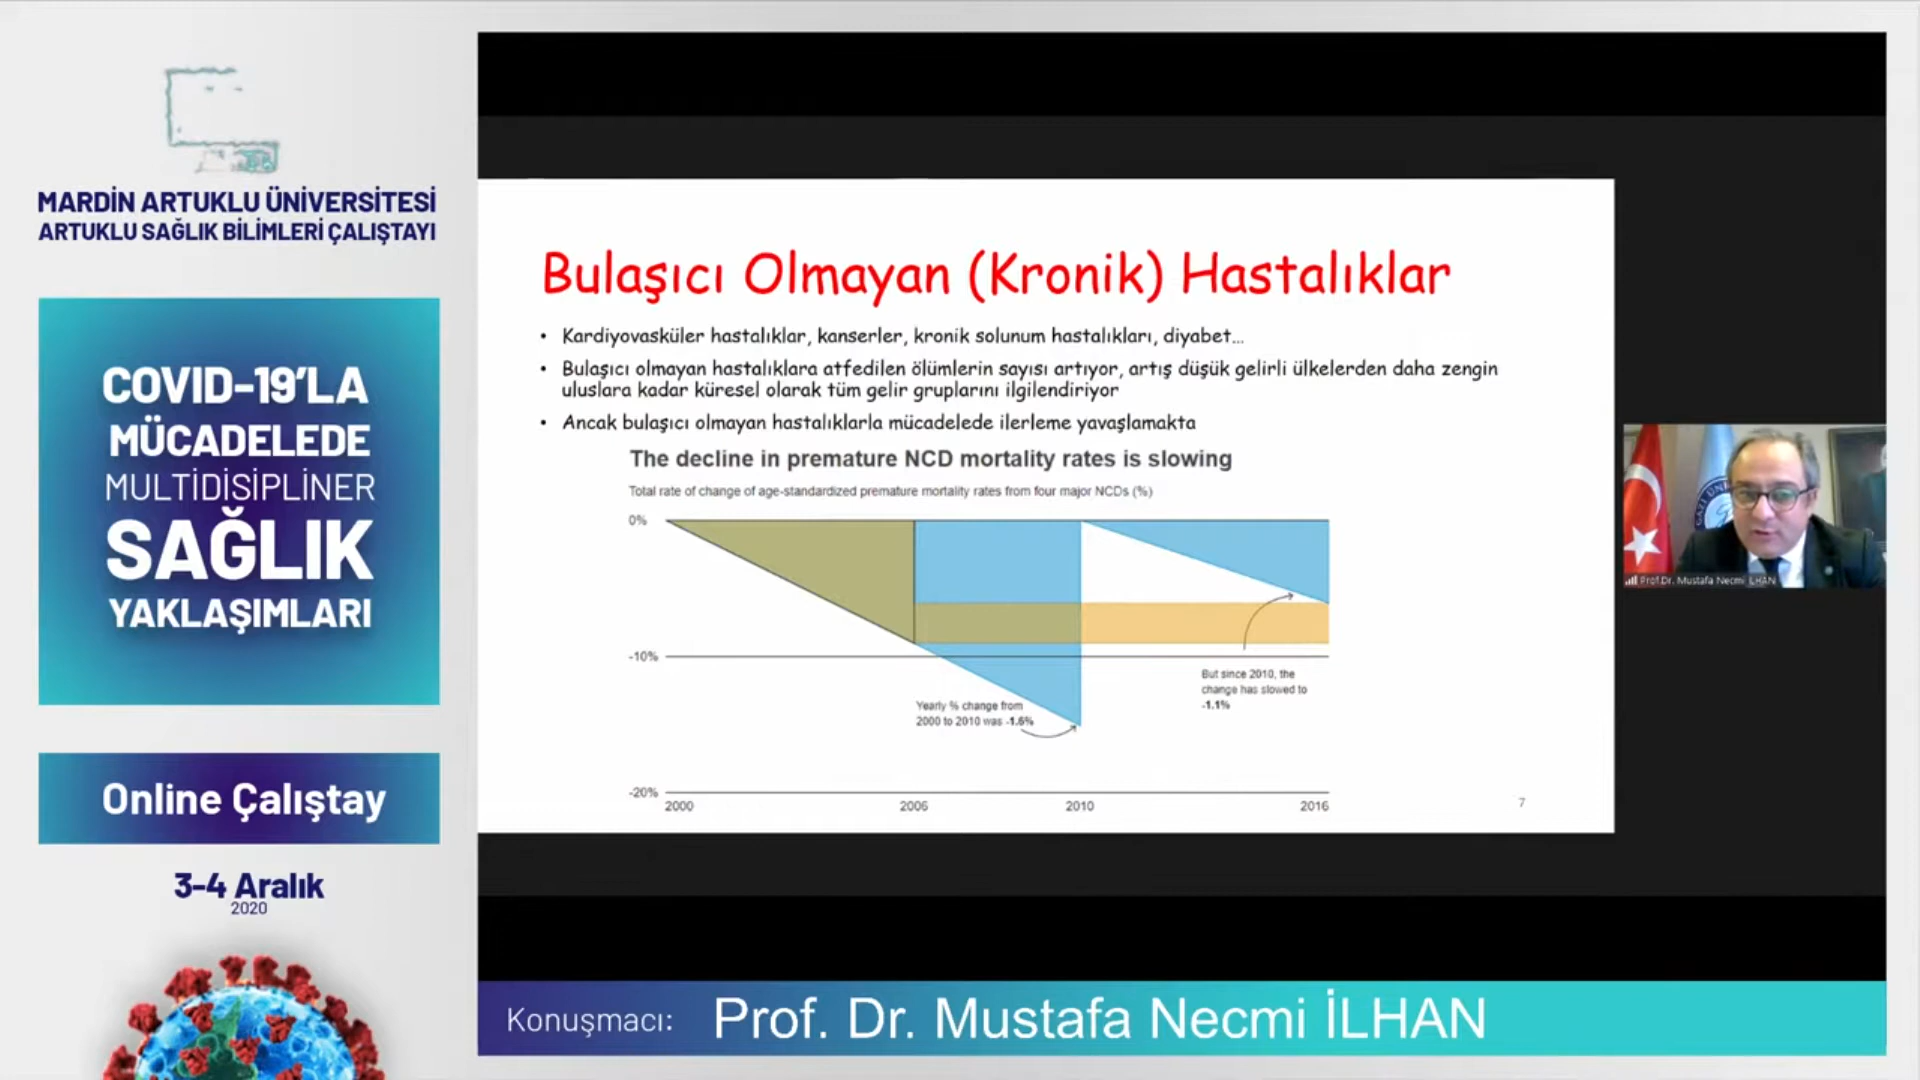 MARDİN ARTUKLU ÜNİVERSİTESİ
ARTUKLU SAĞLIK BİLİMLERİ ÇALIŞTAYI
COVID-19’LA
MÜCADELEDE
MULTİDİSİPLİNER
SAĞLIK
YAKLAŞIMLARI
Online Çalıştay
3-4 Aralık
2020
Bulaşıcı Olmayan (Kronik) Hastalıklar
• Kardiyovasküler hastalıklar, kanserler, kronik solunum hastalıkları, diyabet...
• Bulaşıcı olmayan hastalıklara atfedilen ölümlerin sayısı artıyor, artış düşük gelirli ülkelerden daha zengin
uluslara kadar küresel olarak tüm gelir gruplarını ilgilendiriyor
• Ancak bulaşıcı olmayan hastalıklarla mücadelede ilerleme yavaşlamakta
The decline in premature NCD mortality rates is slowing
Total rate of change of age-standardized premature mortality rates from four major NCDs (%)
0%
-10%
But since 2010, the
change has slowed to
-1.1%
Yearly % change from
2000 to 2010 was -1.6%
-20%
2000 2006 2010 2016
7
Prof.Dr. Mustafa Necmi İLHAN
Konuşmacı: Prof. Dr. Mustafa Necmi İLHAN